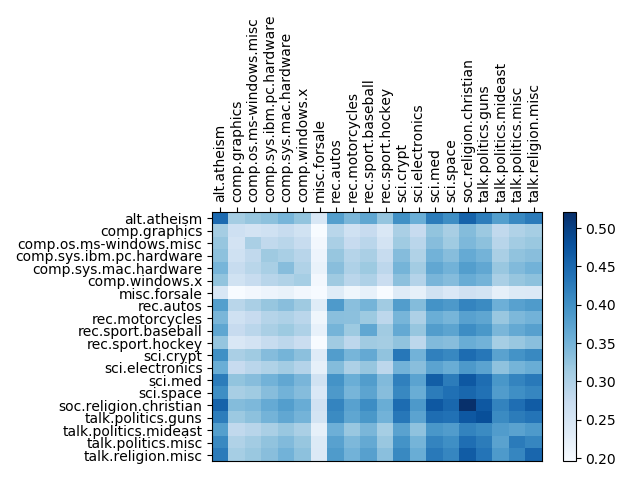 alt.atheism
comp.graphics
comp.os.ms-windows.misc
comp.sys.ibm.pc.hardware
comp.sys.mac.hardware
comp.windows.x
misc.forsale
rec.autos
rec.motorcycles
rec.sport.baseball
rec.sport.hockey
sci.crypt
sci.electronics
sci.med
sci.space
soc.religion.christian
talk.politics.guns
talk.politics.mideast
talk.politics.misc
talk.religion.misc
alt.atheism
comp.graphics
comp.os.ms-windows.misc
comp.sys.ibm.pc.hardware
comp.sys.mac.hardware
comp.windows.x
misc.forsale
rec.autos
rec.motorcycles
rec.sport.baseball
rec.sport.hockey
sci.crypt
sci.electronics
sci.med
sci.space
soc.religion.christian
talk.politics.guns
talk.politics.mideast
talk.politics.misc
talk.religion.misc
0.50
0.45
0.40
0.35
0.30
0.25
0.20